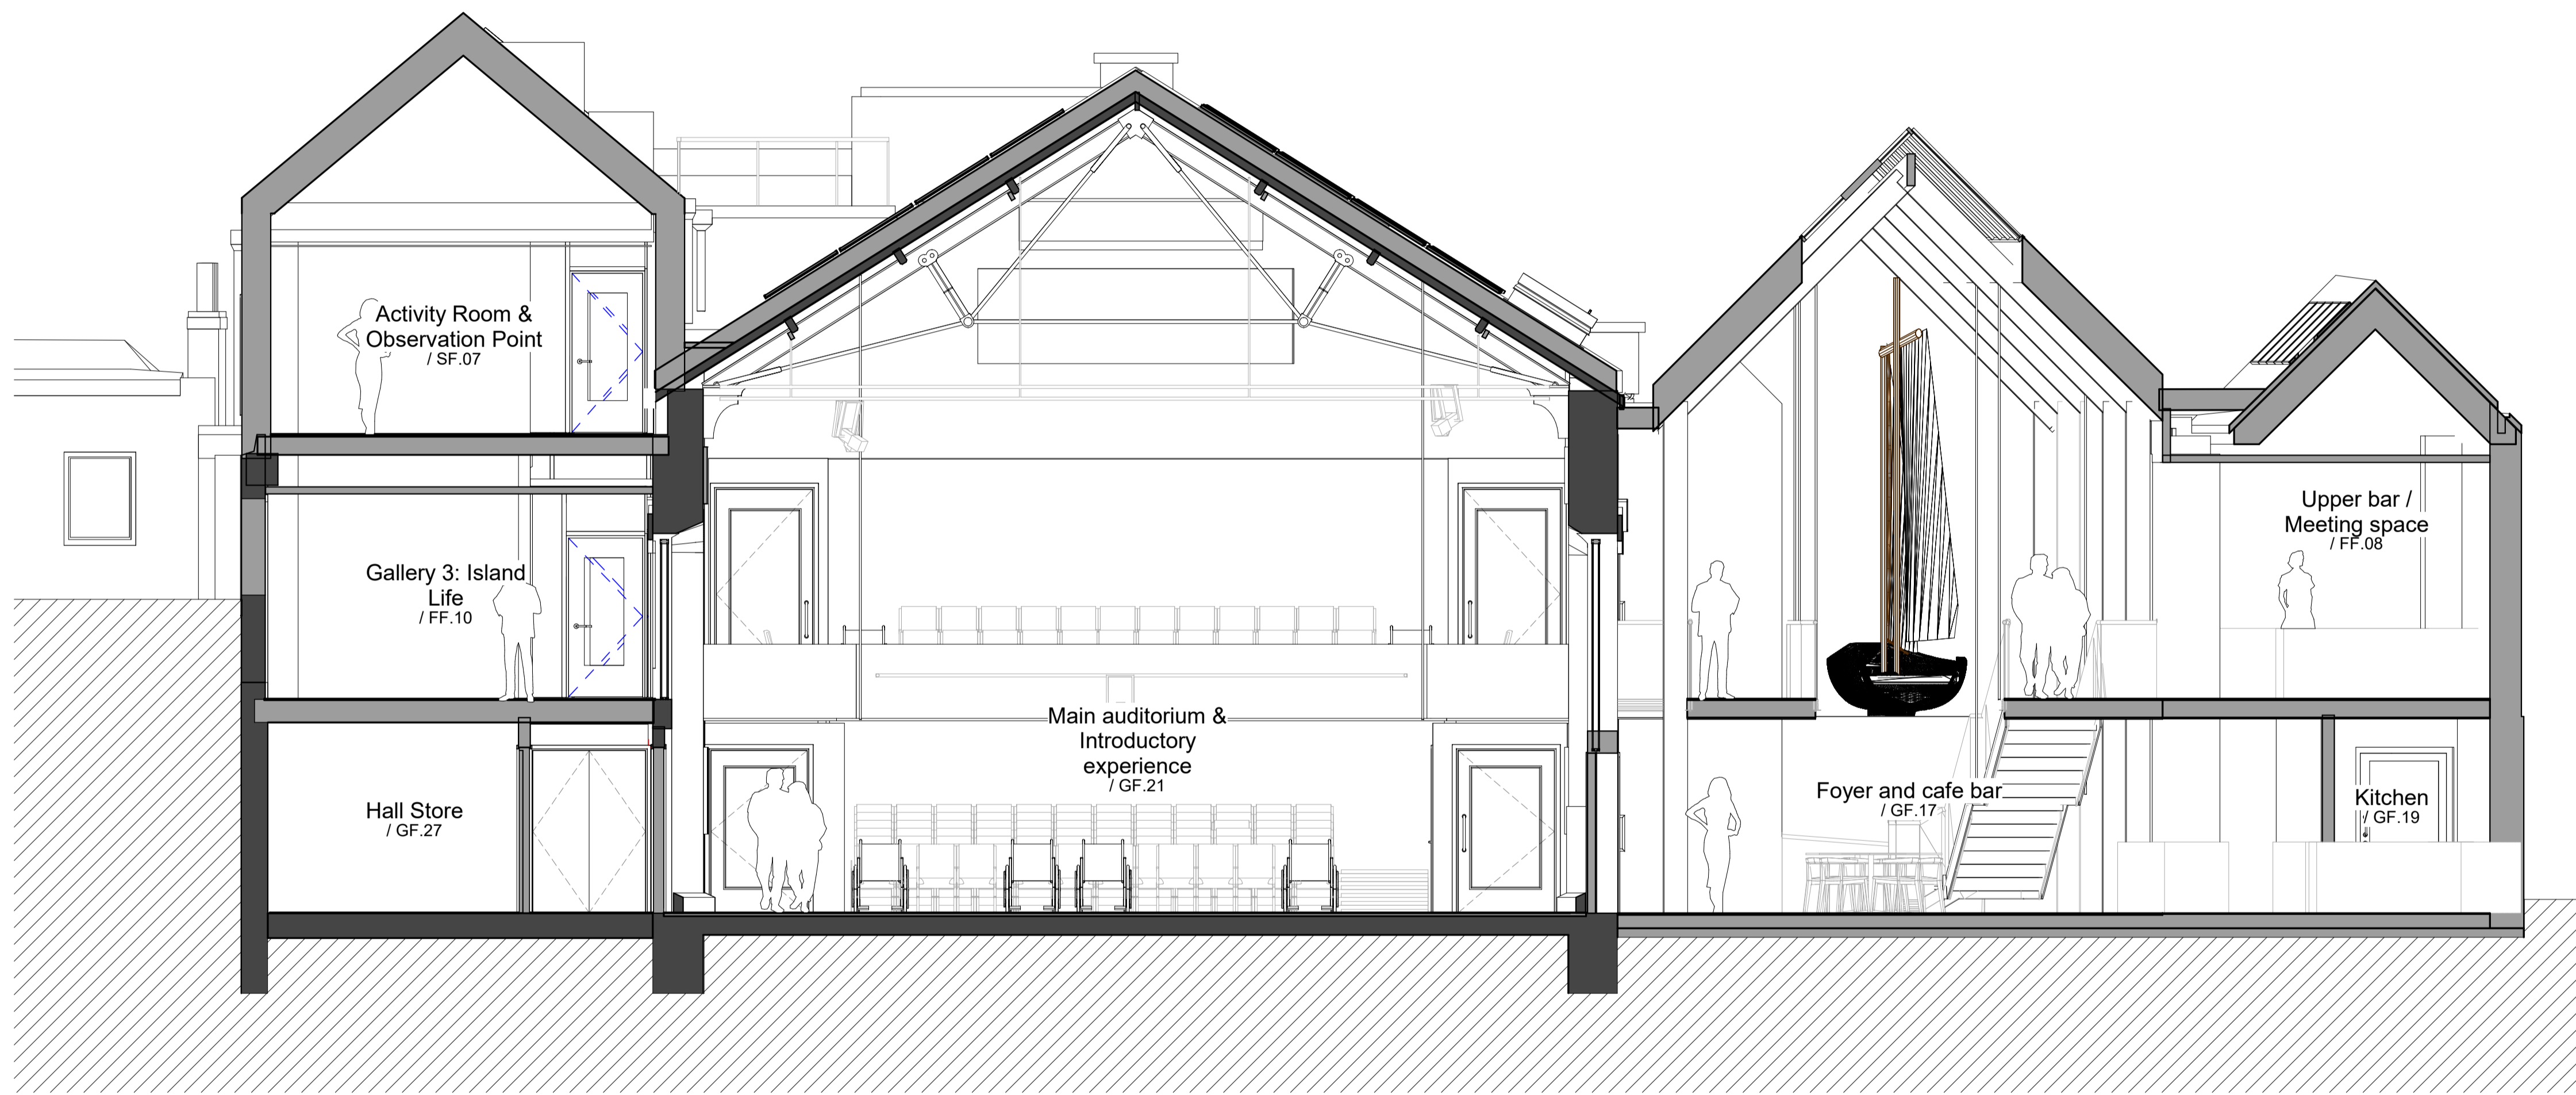 Activity Room &
Observation Point
/ SF.07
Gallery 3: Island
Life
/ FF.10
Hall Store
/ GF.27
Main auditorium &
Introductory
experience
/ GF.21
Foyer and cafe bar
/ GF.17
Upper bar /
Meeting space
/ FF.08
Kitchen
/ GF.19